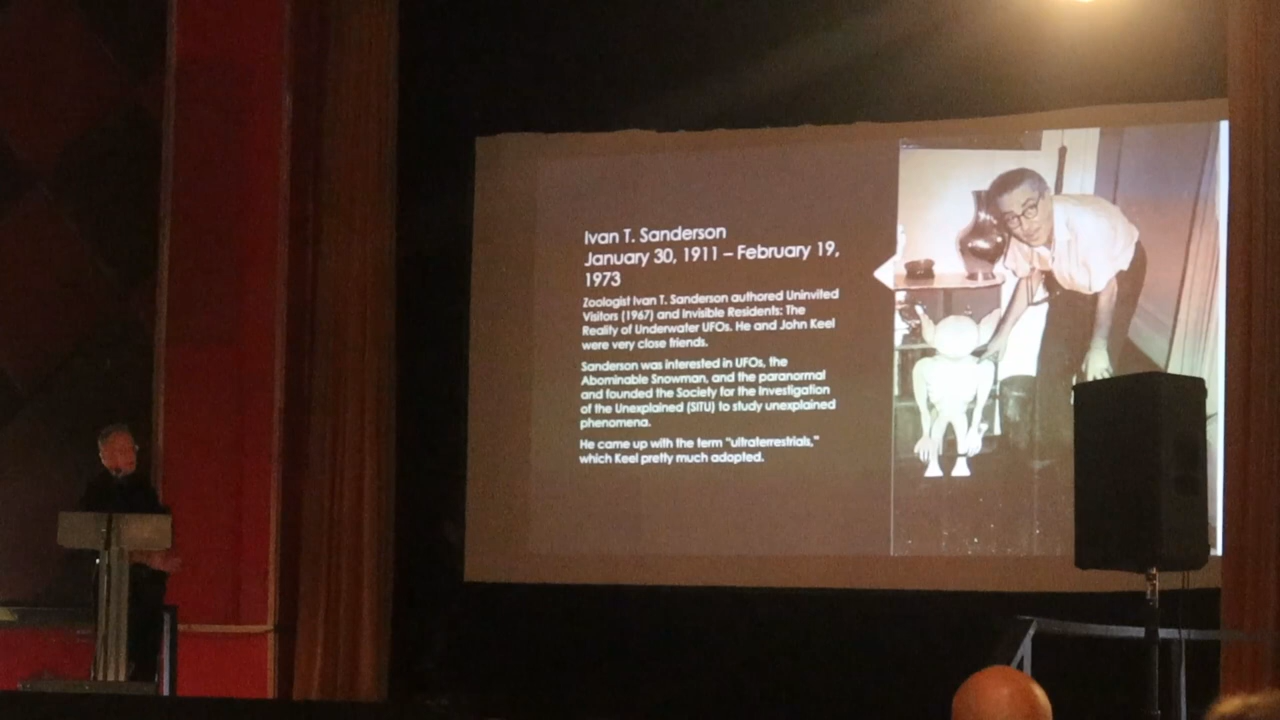 Ivan T. Sanderson
January 30, 1911 – February 19,
1973
Zoologist Ivan T. Sanderson authored Uninvited
Visitors (1967) and Invisible Residents: The
Reality of Underwater UFOs. He and John Keel
were very close friends.
Sanderson was interested in UFOs, the
Abominable Snowman, and the paranormal
and founded the Society for the Investigation
of the Unexplained (SITU) to study unexplained
phenomena.
He came up with the term "ultraterrestrials,"
which Keel pretty much adopted.